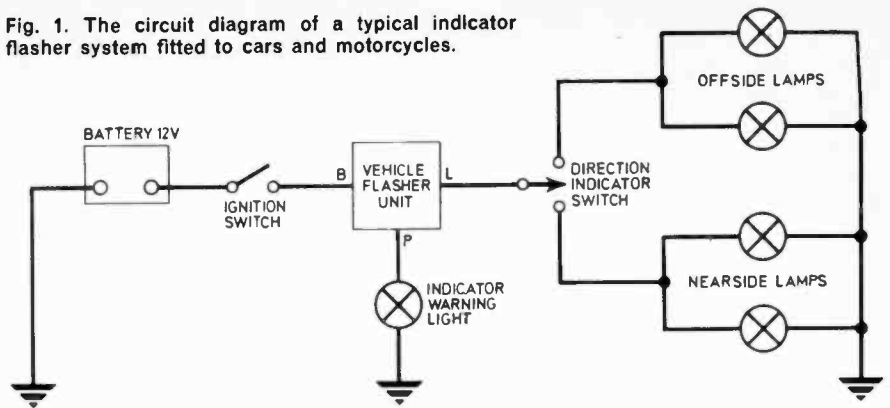 Fig. 1. The circuit diagram of a typical indicator
flasher system fitted to cars and motorcycles.
BATTERY 12V
IGNITION
SWITCH
B
VEHICLE
FLASHER
UNIT
L
P
INDICATOR
WARNING
LIGHT
DIRECTION
INDICATOR
SWITCH
OFFSIDE LAMPS
NEARSIDE LAMPS